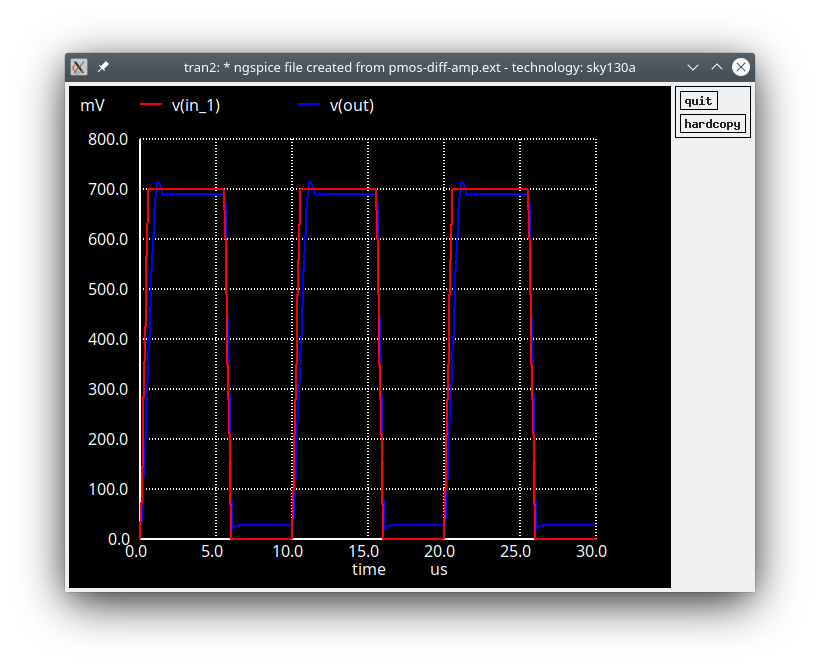 tran2: * ngspice file created from pmos-diff-amp.ext - technology: sky130a
mV v(in_1) v(out)
quit
hardcopy
800.0
700.0
600.0
500.0
400.0
300.0
200.0
100.0
0.0
0.0 5.0 10.0 15.0 20.0 25.0 30.0
time us